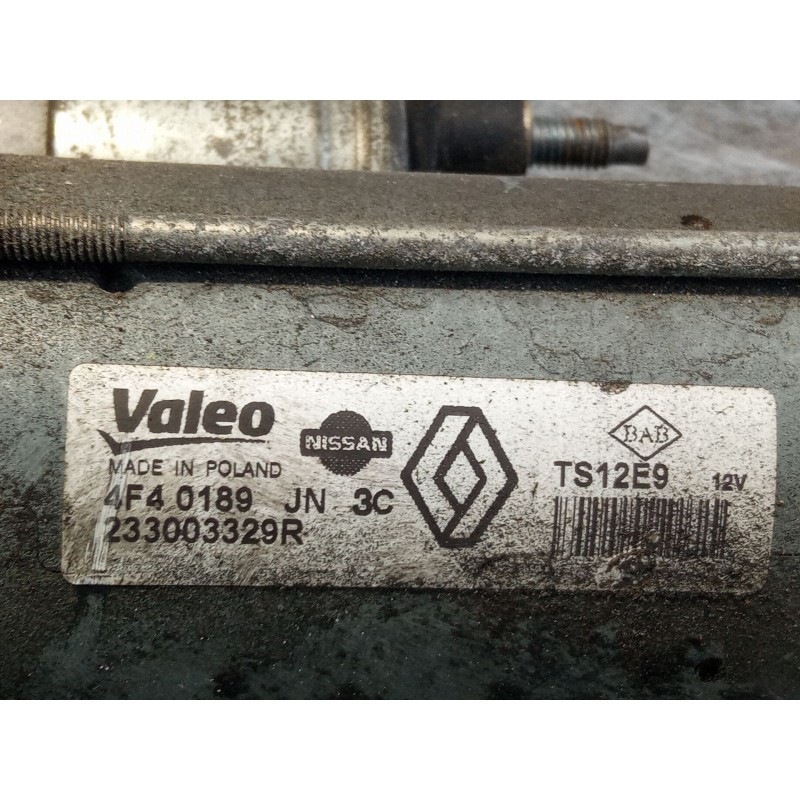 Valeo
NISSAN
BAB
MADE IN POLAND
TS12E9 12V
4F4 0189 JN 3C
233003329R